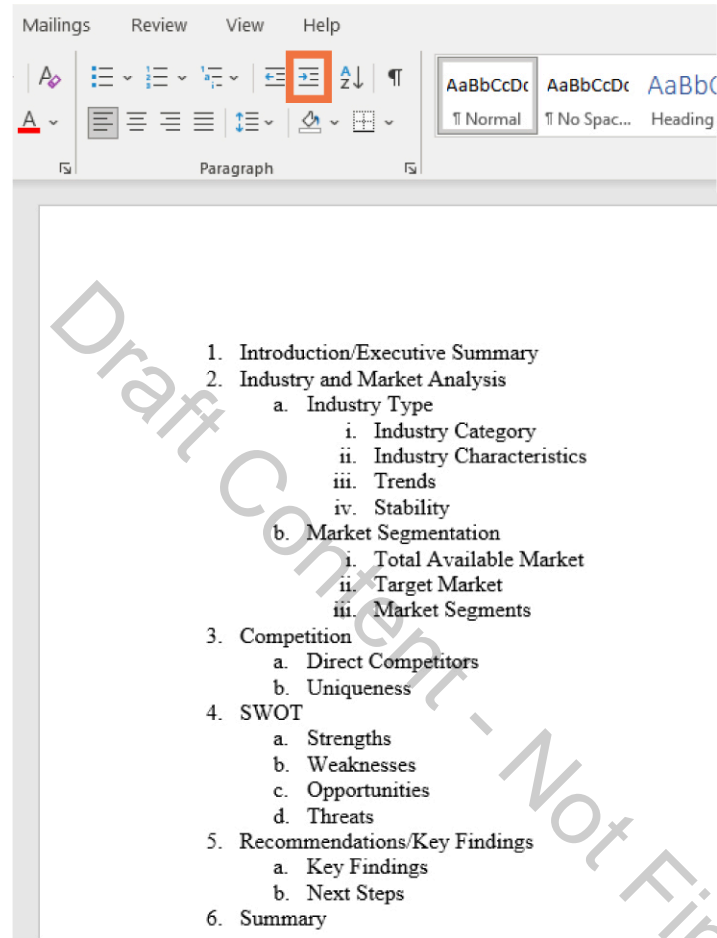 Mailings Review View Help
A
AaBbCcDc AaBbCcDc AaBbC
¶ Normal ¶ No Spac... Heading
Paragraph
1. Introduction/Executive Summary
2. Industry and Market Analysis
a. Industry Type
i. Industry Category
ii. Industry Characteristics
iii. Trends
iv. Stability
b. Market Segmentation
i. Total Available Market
ii. Target Market
iii. Market Segments
3. Competition
a. Direct Competitors
b. Uniqueness
4. SWOT
a. Strengths
b. Weaknesses
c. Opportunities
d. Threats
5. Recommendations/Key Findings
a. Key Findings
b. Next Steps
6. Summary
Draft Content - Not Fin